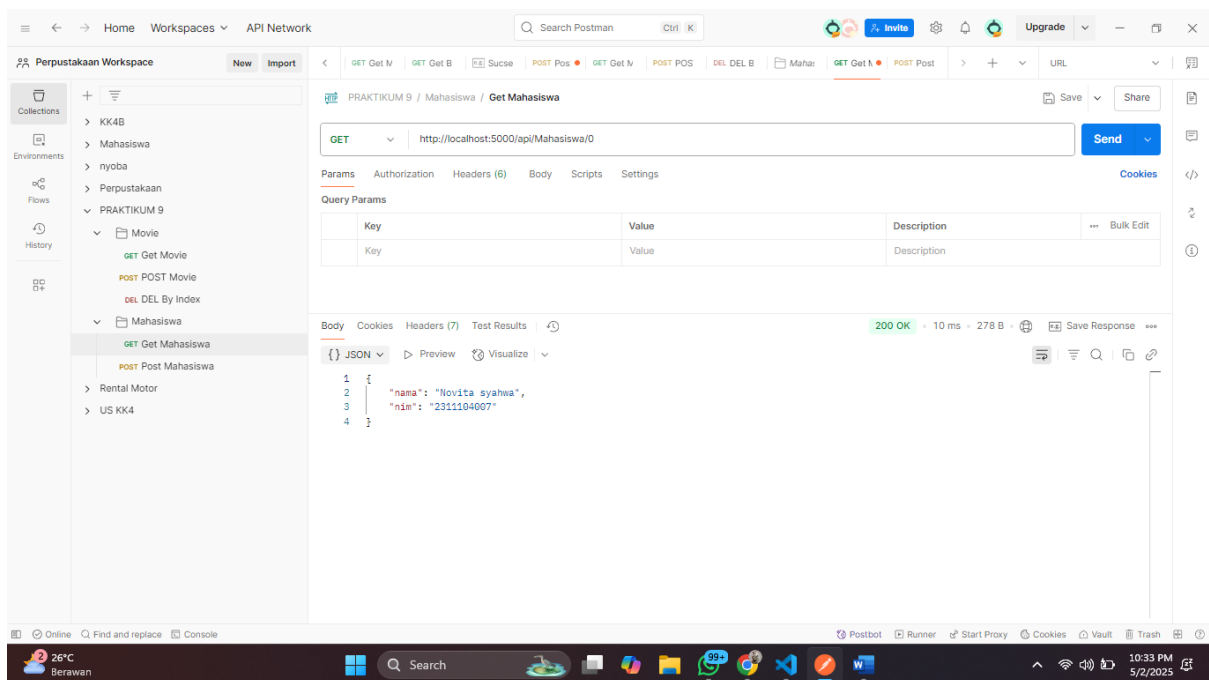 Home Workspaces API Network Search Postman Ctrl K Invite Upgrade
Perpustakaan Workspace New Import GET Get M GET Get B e.g. Sucse POST Pos GET Get M POST POS DEL DEL B Mahas GET Get M POST Post URL
Collections
Environments
Flows
History
KK4B
Mahasiswa
nyoba
Perpustakaan
PRAKTIKUM 9
Movie
GET Get Movie
POST POST Movie
DEL DEL By Index
Mahasiswa
GET Get Mahasiswa
POST Post Mahasiswa
Rental Motor
US KK4
HTTP PRAKTIKUM 9 / Mahasiswa / Get Mahasiswa Save Share
GET http://localhost:5000/api/Mahasiswa/0 Send
Params Authorization Headers (6) Body Scripts Settings Cookies
Query Params
Key Value Description Bulk Edit
Key Value Description
Body Cookies Headers (7) Test Results 200 OK 10 ms 278 B e.g. Save Response
{} JSON Preview Visualize
1 {
2 "nama": "Novita syahwa",
3 "nim": "2311104007"
4 }
Online Find and replace Console Postbot Runner Start Proxy Cookies Vault Trash
2 26°C
Berawan
Search
99+
10:33 PM
5/2/2025